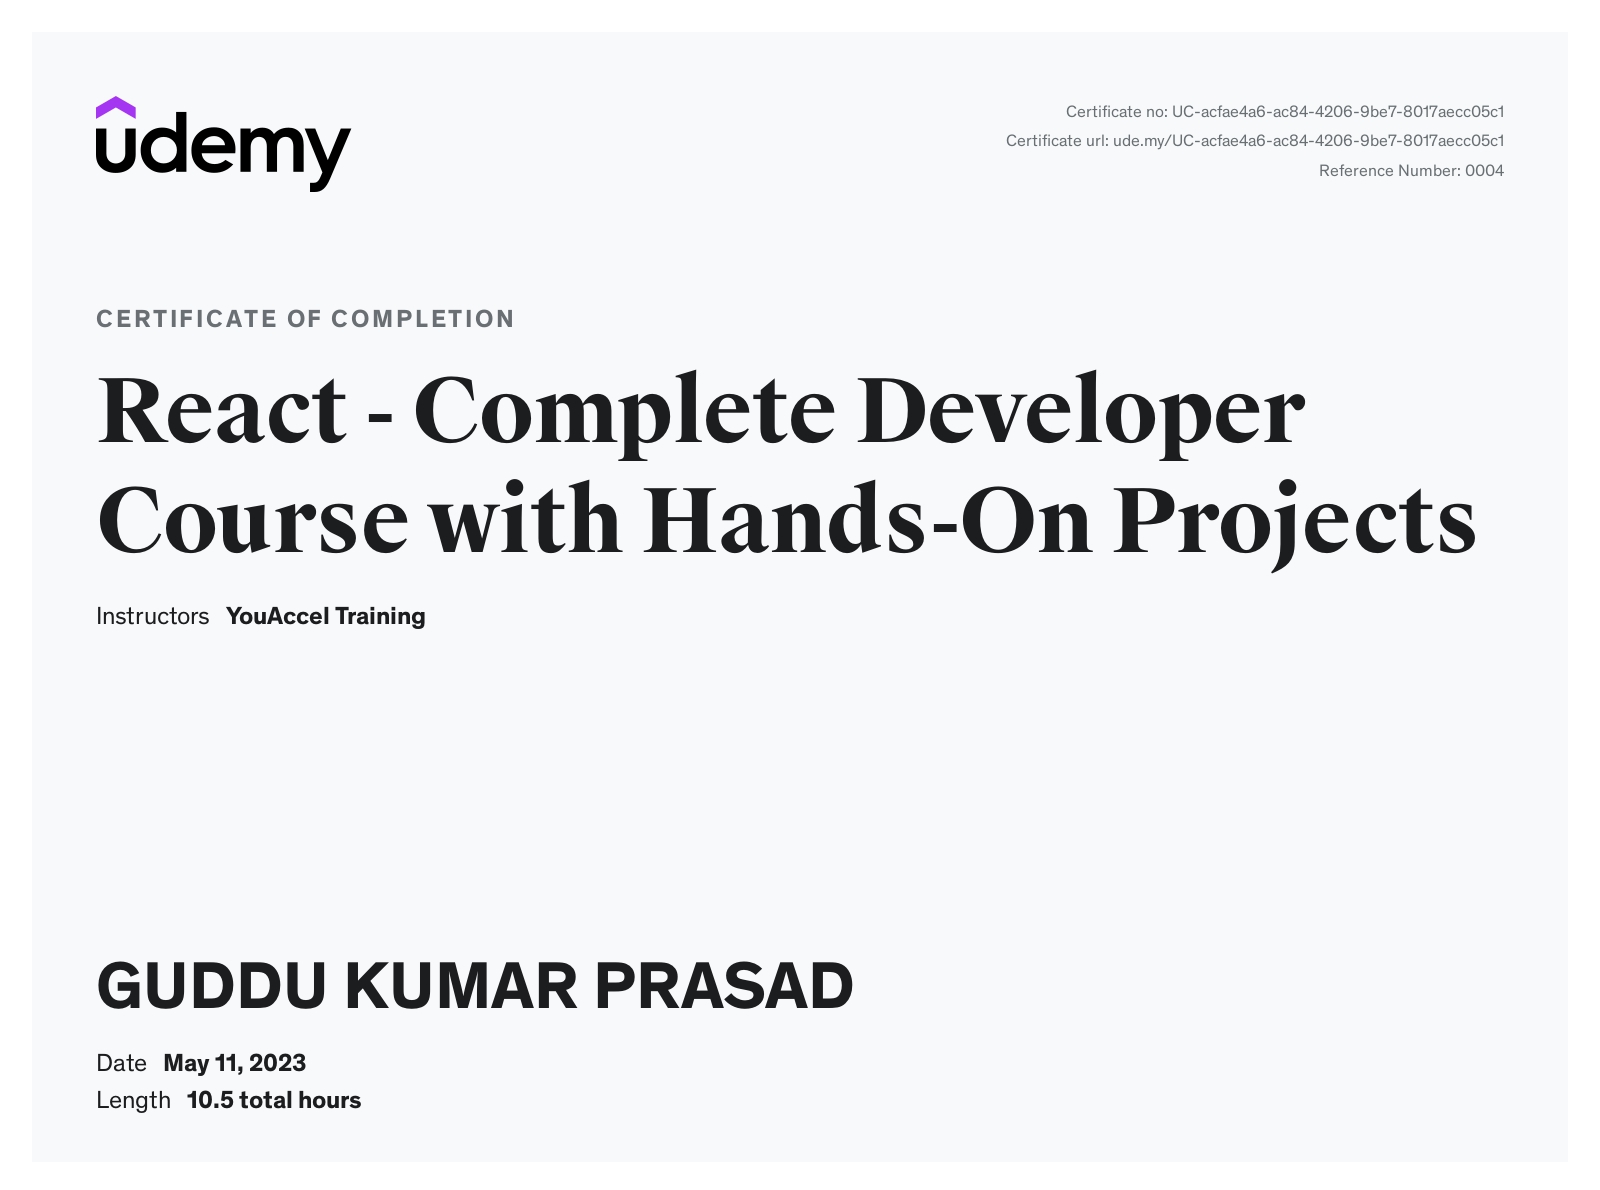 udemy
Certificate no: UC-acfae4a6-ac84-4206-9be7-8017aecc05c1
Certificate url: ude.my/UC-acfae4a6-ac84-4206-9be7-8017aecc05c1
Reference Number: 0004
CERTIFICATE OF COMPLETION
React - Complete Developer
Course with Hands-On Projects
Instructors YouAccel Training
GUDDU KUMAR PRASAD
Date May 11, 2023
Length 10.5 total hours